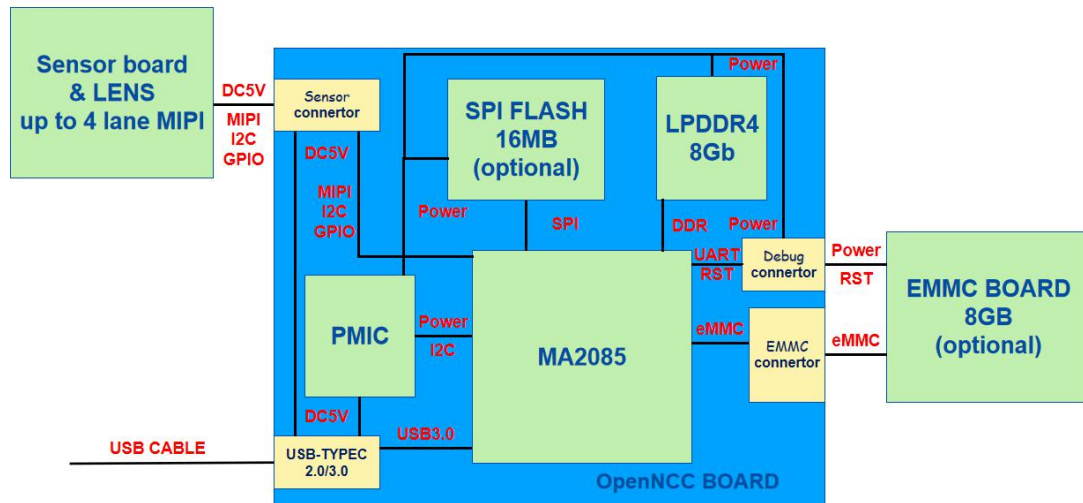 Sensor board
& LENS
up to 4 lane MIPI
DC5V
MIPI
I2C
GPIO
Sensor
connertor
DC5V
MIPI
I2C
GPIO
Power
SPI FLASH
16MB
(optional)
SPI
Power
LPDDR4
8Gb
DDR
Power
UART
RST
Debug
connertor
Power
RST
EMMC BOARD
8GB
(optional)
eMMC
EMMC
connertor
eMMC
PMIC
Power
I2C
MA2085
DC5V
USB3.0
USB CABLE
USB-TYPEC
2.0/3.0
OpenNCC BOARD